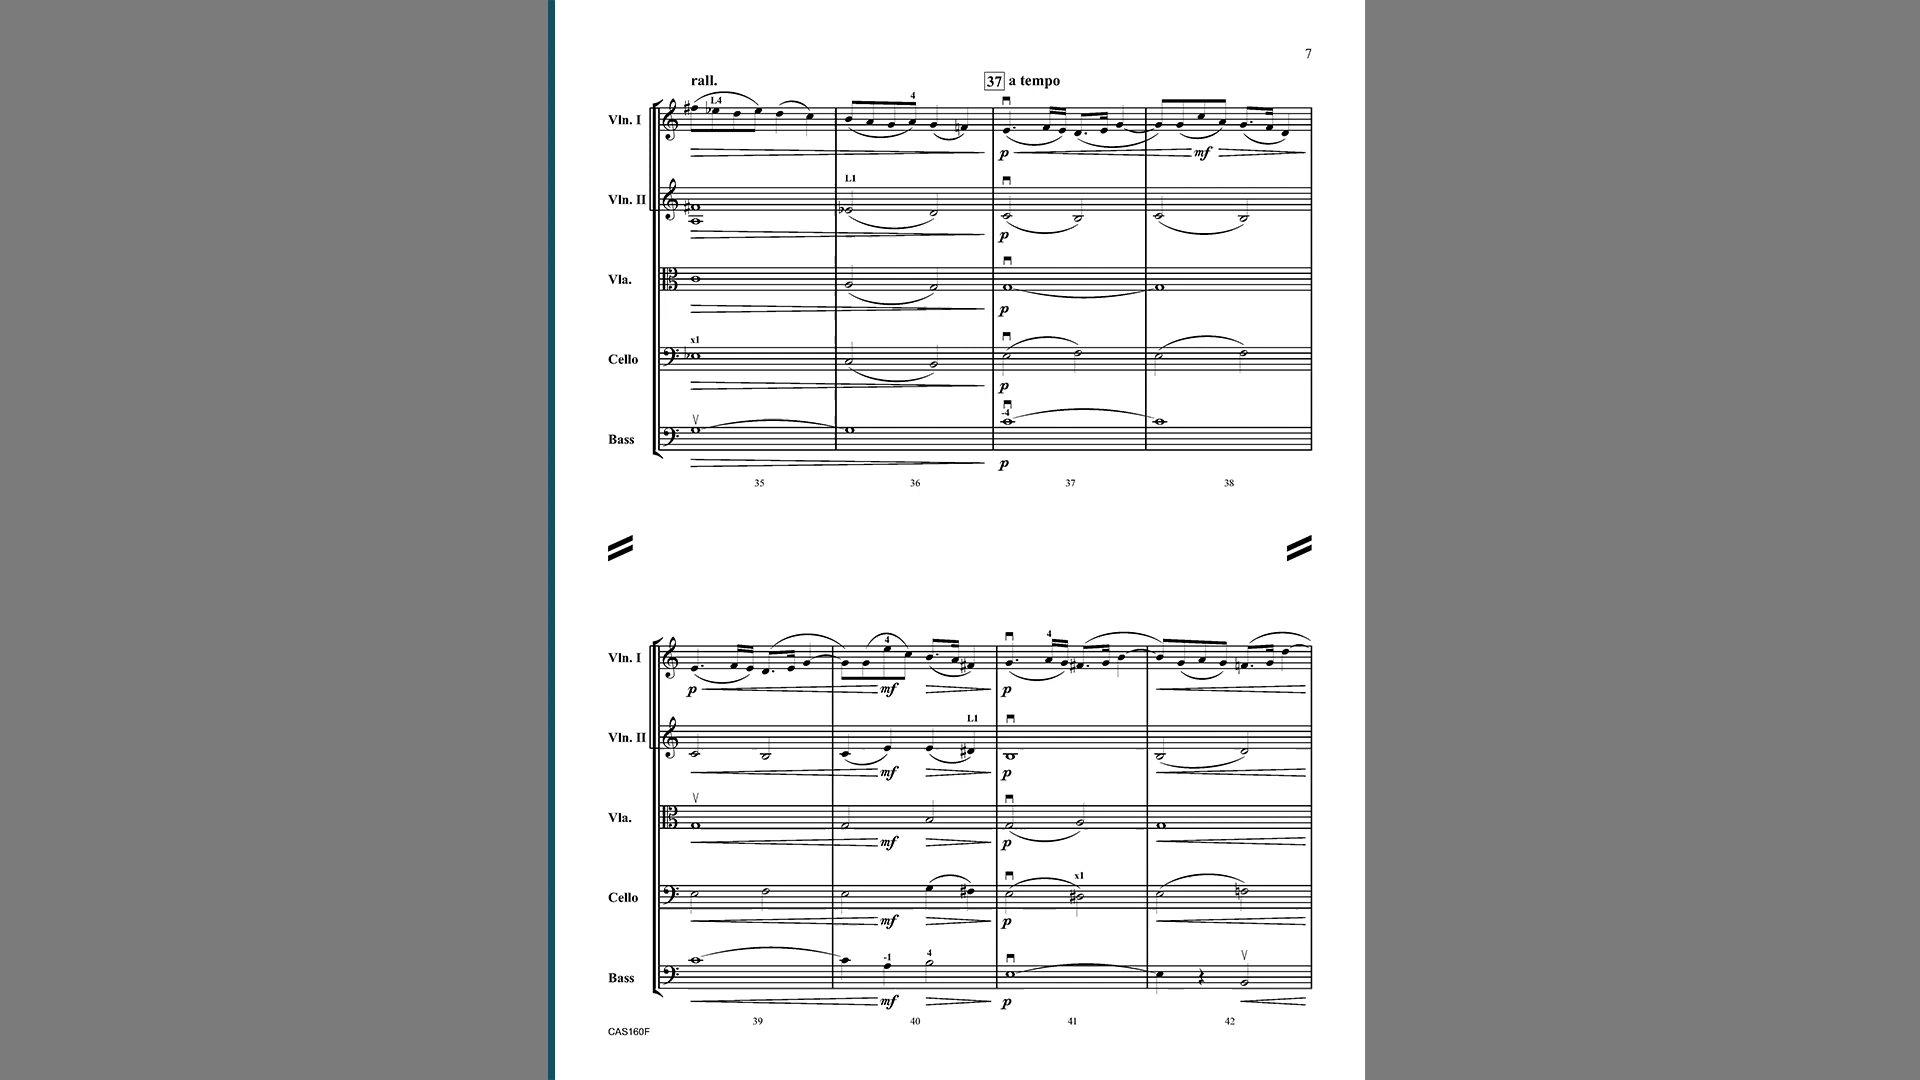 7
rall.
37 a tempo
Vln. I
L4
4
p
mf
Vln. II
L1
p
Vla.
p
Cello
x1
p
Bass
-4
p
35 36 37 38
Vln. I
4
4
p mf p
Vln. II
L1
mf p
Vla.
mf p
Cello
x1
mf p
Bass
-1 4
mf p
39 40 41 42
CAS160F